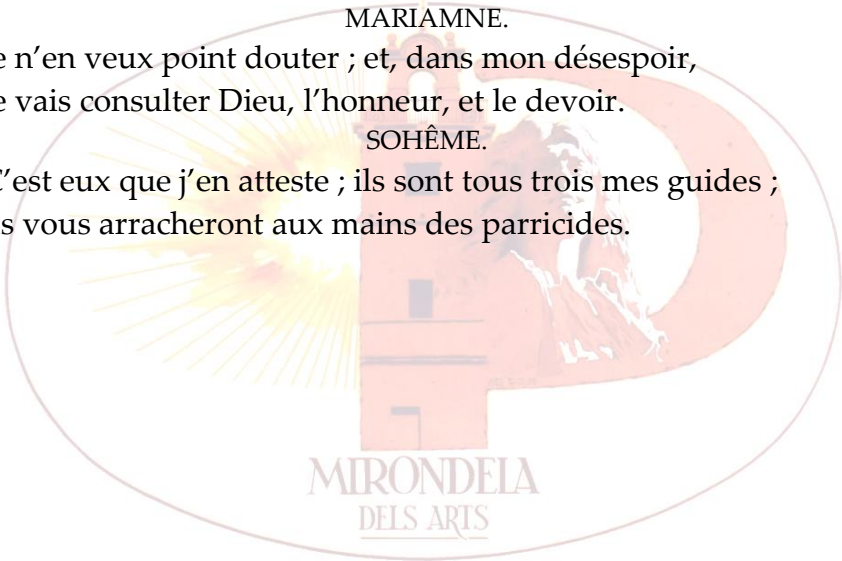 MARIAMNE.
e n’en veux point douter ; et, dans mon désespoir,
e vais consulter Dieu, l’honneur, et le devoir.
SOHÊME.
C’est eux que j’en atteste ; ils sont tous trois mes guides ;
s vous arracheront aux mains des parricides.
MIRONDELA
DELS ARTS